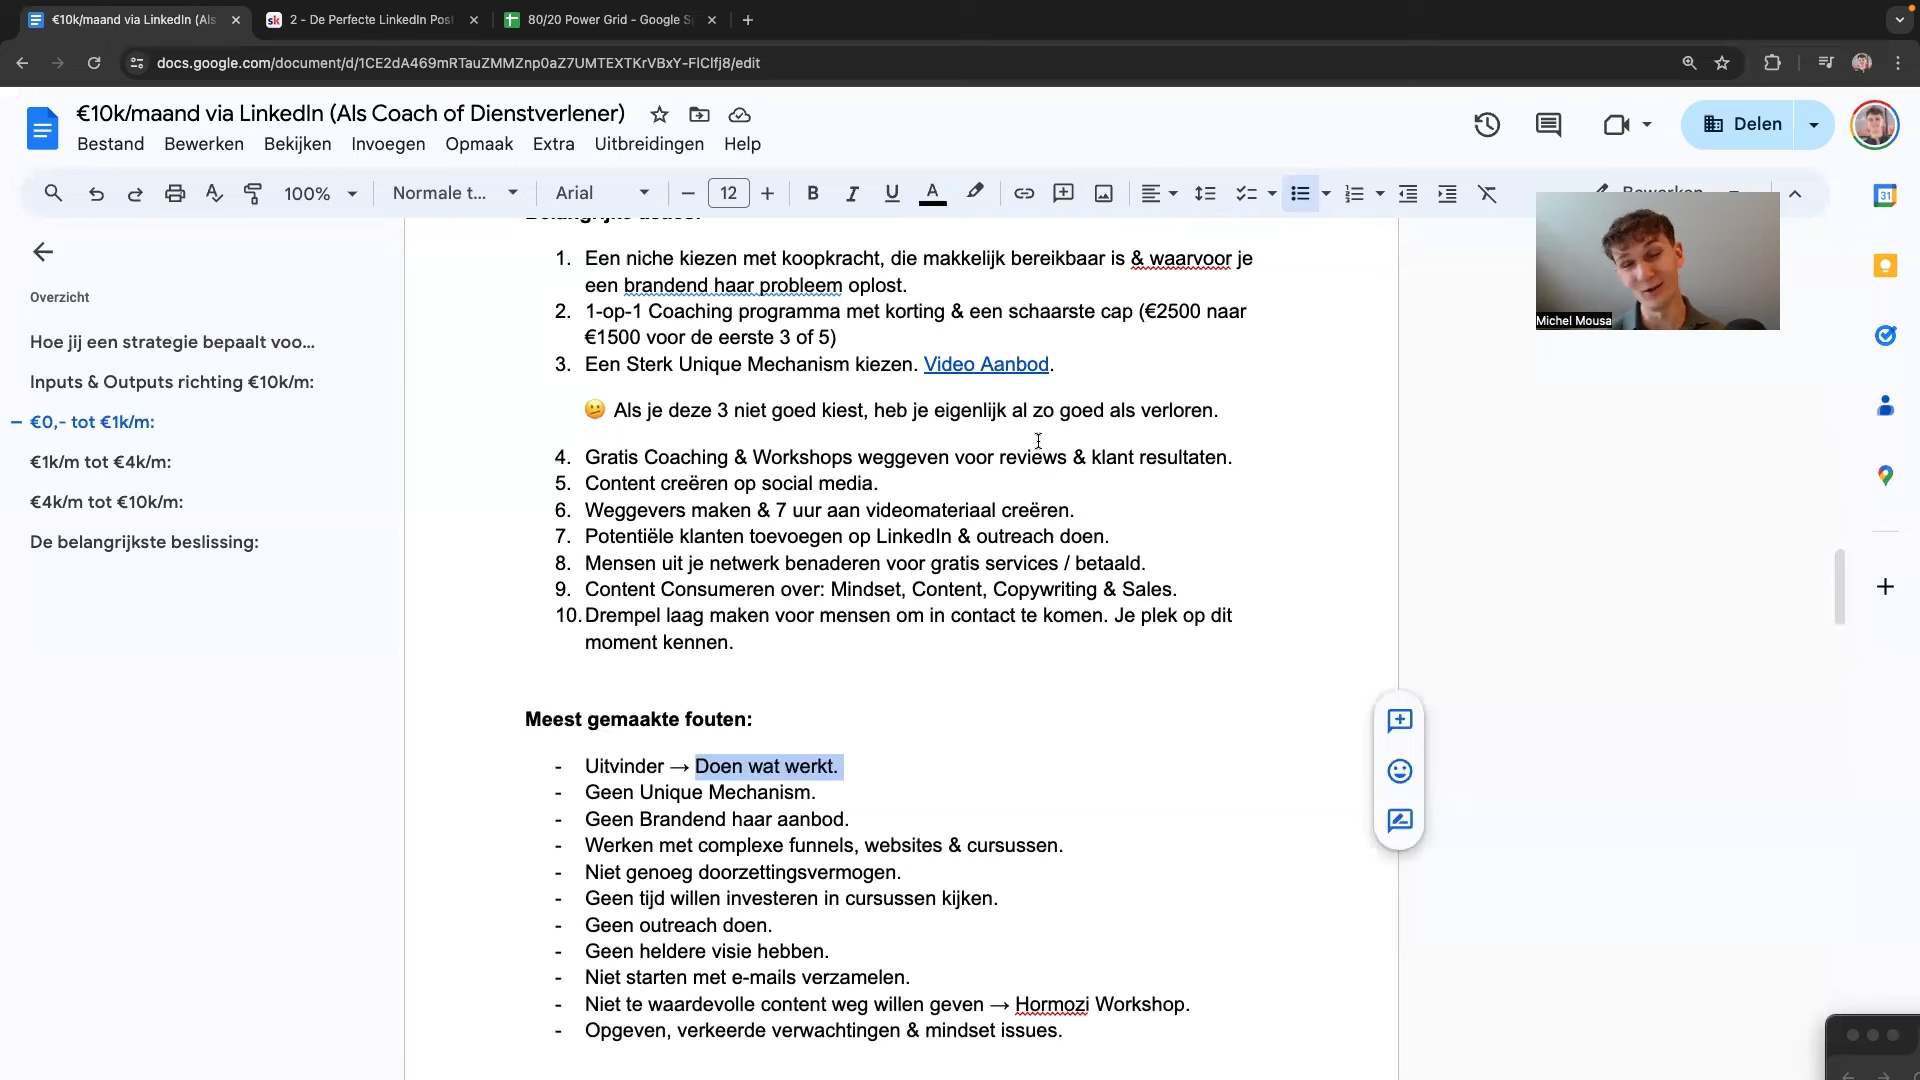 €10k/maand via LinkedIn (Als
2 - De Perfecte LinkedIn Pos
80/20 Power Grid - Google S
docs.google.com/document/d/1CE2dA469mRTauZMMZnp0aZ7UMTEXTKrVBxY-FIClfj8/edit
€10k/maand via LinkedIn (Als Coach of Dienstverlener)
Bestand Bewerken Bekijken Invoegen Opmaak Extra Uitbreidingen Help
Delen
100% Normale t... Arial 12 Bewerken
Overzicht
Hoe jij een strategie bepaalt voo...
Inputs & Outputs richting €10k/m:
€0,- tot €1k/m:
€1k/m tot €4k/m:
€4k/m tot €10k/m:
De belangrijkste beslissing:
1. Een niche kiezen met koopkracht, die makkelijk bereikbaar is & waarvoor je
een brandend haar probleem oplost.
2. 1-op-1 Coaching programma met korting & een schaarste cap (€2500 naar
€1500 voor de eerste 3 of 5)
3. Een Sterk Unique Mechanism kiezen. Video Aanbod.
🫤 Als je deze 3 niet goed kiest, heb je eigenlijk al zo goed als verloren.
4. Gratis Coaching & Workshops weggeven voor reviews & klant resultaten.
5. Content creëren op social media.
6. Weggevers maken & 7 uur aan videomateriaal creëren.
7. Potentiële klanten toevoegen op LinkedIn & outreach doen.
8. Mensen uit je netwerk benaderen voor gratis services / betaald.
9. Content Consumeren over: Mindset, Content, Copywriting & Sales.
10. Drempel laag maken voor mensen om in contact te komen. Je plek op dit
moment kennen.
Meest gemaakte fouten:
- Uitvinder → Doen wat werkt.
- Geen Unique Mechanism.
- Geen Brandend haar aanbod.
- Werken met complexe funnels, websites & cursussen.
- Niet genoeg doorzettingsvermogen.
- Geen tijd willen investeren in cursussen kijken.
- Geen outreach doen.
- Geen heldere visie hebben.
- Niet starten met e-mails verzamelen.
- Niet te waardevolle content weg willen geven → Hormozi Workshop.
- Opgeven, verkeerde verwachtingen & mindset issues.
Michel Mousa
31